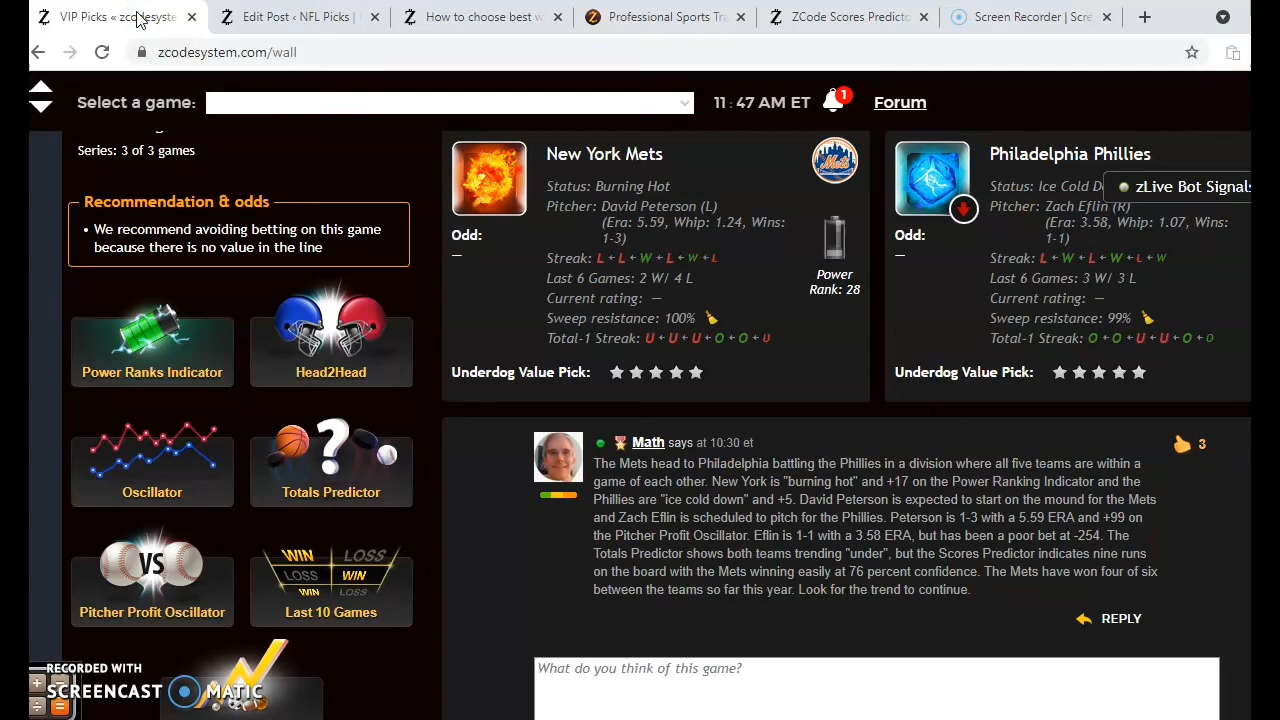 VIP Picks « zcodesyste
Edit Post ‹ NFL Picks |
How to choose best w
Professional Sports Tra
ZCode Scores Predicto
Screen Recorder | Scre
zcodesystem.com/wall
Select a game:
11:47 AM ET
1
Forum
Series: 3 of 3 games
Recommendation & odds
• We recommend avoiding betting on this game
because there is no value in the line
Power Ranks Indicator
Head2Head
Oscillator
Totals Predictor
VS
Pitcher Profit Oscillator
WIN LOSS
LOSS WIN
WIN LOSS
Last 10 Games
New York Mets
Mets
Status: Burning Hot
Pitcher: David Peterson (L)
(Era: 5.59, Whip: 1.24, Wins:
1-3)
Odd:
—
Streak: L ← L ← W ← L ← W ← L
Last 6 Games: 2 W/ 4 L
Current rating: —
Sweep resistance: 100%
Total-1 Streak: U ← U ← U ← O ← O ← U
Power
Rank: 28
Underdog Value Pick:
Philadelphia Phillies
Status: Ice Cold D
zLive Bot Signals
Pitcher: Zach Eflin (R)
(Era: 3.58, Whip: 1.07, Wins:
1-1)
Odd:
—
Streak: L ← W ← L ← W ← L ← W
Last 6 Games: 3 W/ 3 L
Current rating: —
Sweep resistance: 99%
Total-1 Streak: O ← O ← U ← U ← O ← O
Underdog Value Pick:
Math says at 10:30 et
3
The Mets head to Philadelphia battling the Phillies in a division where all five teams are within a
game of each other. New York is "burning hot" and +17 on the Power Ranking Indicator and the
Phillies are "ice cold down" and +5. David Peterson is expected to start on the mound for the Mets
and Zach Eflin is scheduled to pitch for the Phillies. Peterson is 1-3 with a 5.59 ERA and +99 on
the Pitcher Profit Oscillator. Eflin is 1-1 with a 3.58 ERA, but has been a poor bet at -254. The
Totals Predictor shows both teams trending "under", but the Scores Predictor indicates nine runs
on the board with the Mets winning easily at 76 percent confidence. The Mets have won four of six
between the teams so far this year. Look for the trend to continue.
REPLY
What do you think of this game?
RECORDED WITH
SCREENCAST MATIC